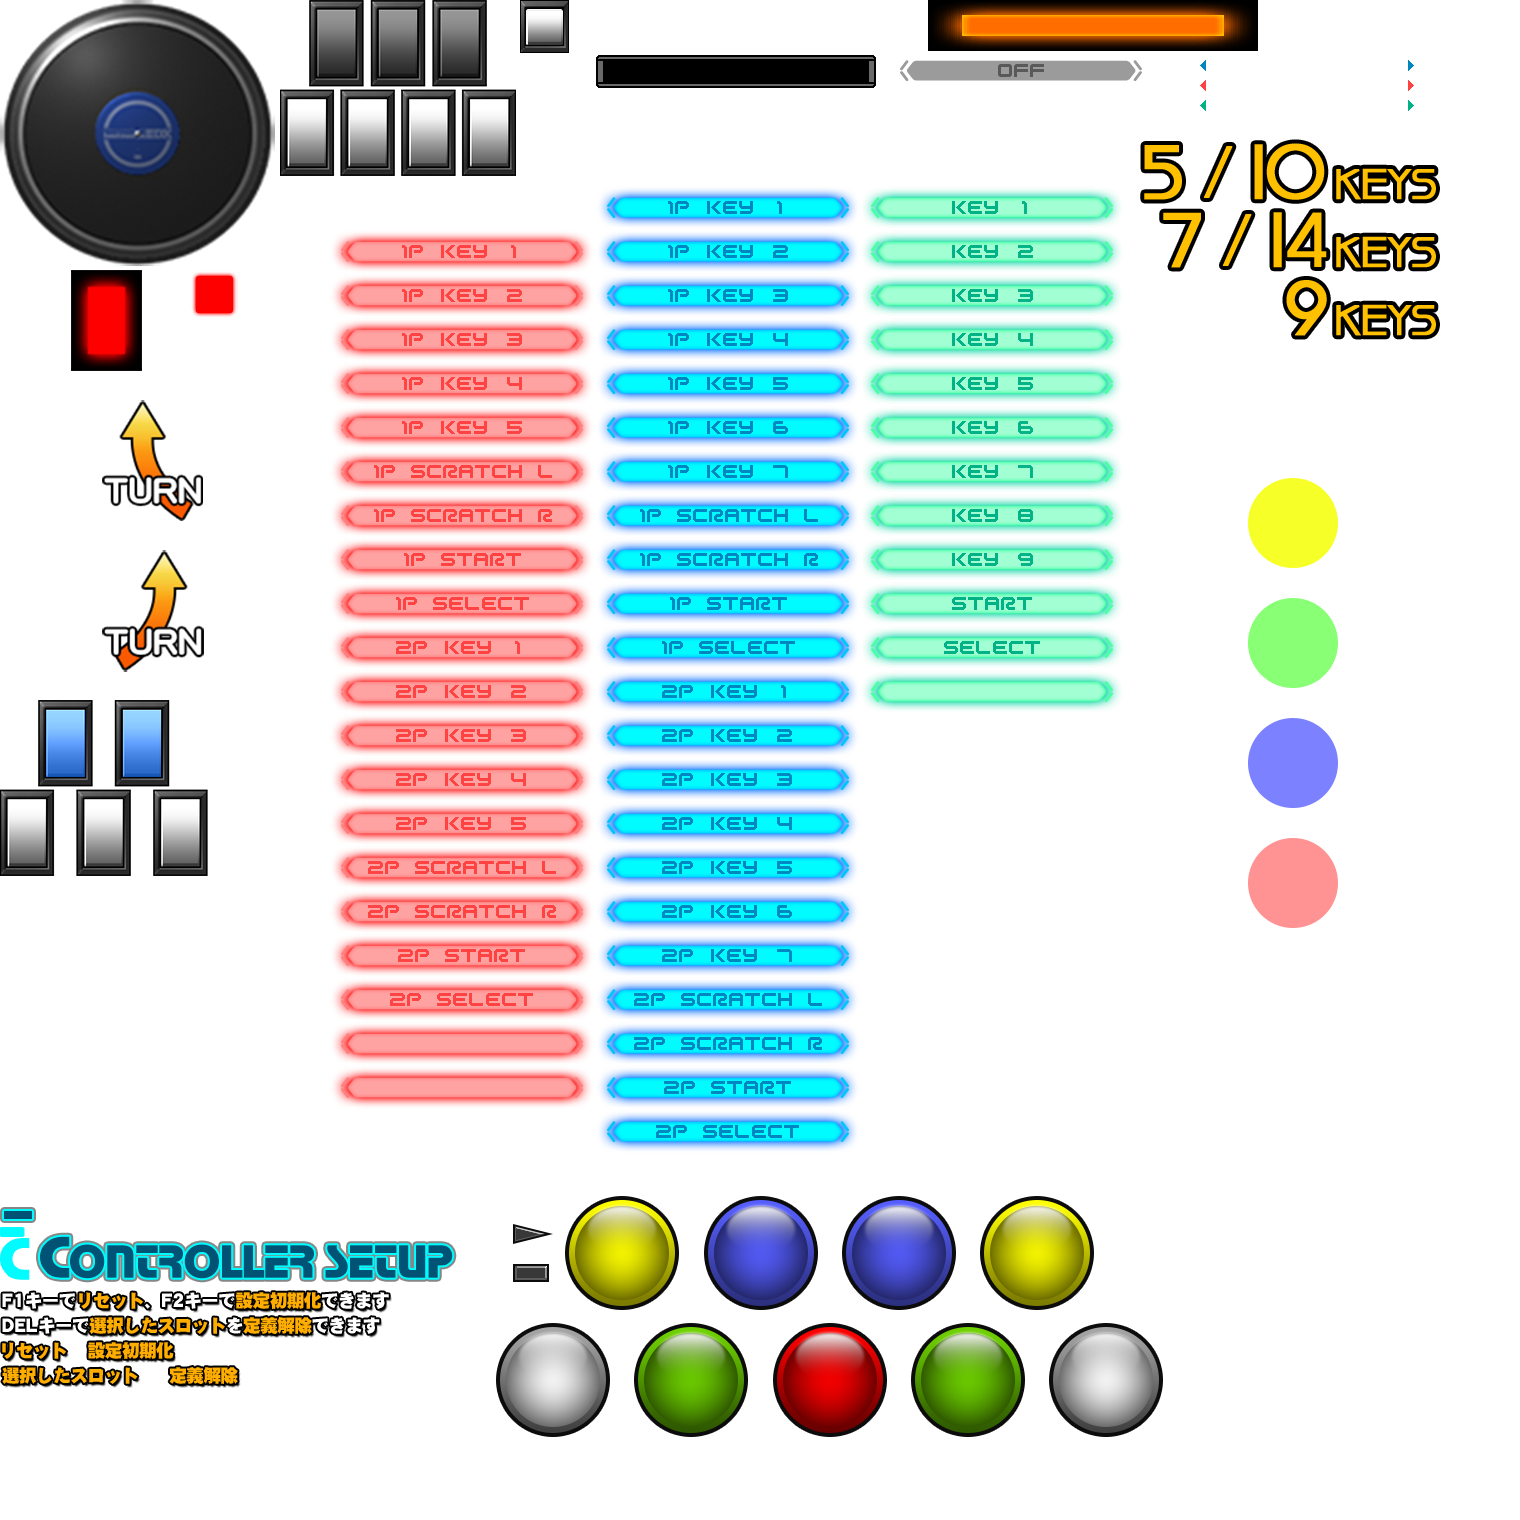 OFF
5/10KEYS
7/14KEYS
9KEYS
1P KEY 1
1P KEY 2
1P KEY 3
1P KEY 4
1P KEY 5
1P SCRATCH L
1P SCRATCH R
1P START
1P SELECT
2P KEY 1
2P KEY 2
2P KEY 3
2P KEY 4
2P KEY 5
2P SCRATCH L
2P SCRATCH R
2P START
2P SELECT
1P KEY 1
1P KEY 2
1P KEY 3
1P KEY 4
1P KEY 5
1P KEY 6
1P KEY 7
1P SCRATCH L
1P SCRATCH R
1P START
1P SELECT
2P KEY 1
2P KEY 2
2P KEY 3
2P KEY 4
2P KEY 5
2P KEY 6
2P KEY 7
2P SCRATCH L
2P SCRATCH R
2P START
2P SELECT
KEY 1
KEY 2
KEY 3
KEY 4
KEY 5
KEY 6
KEY 7
KEY 8
KEY 9
START
SELECT
TURN
TURN
CONTROLLER SETUP
F1キーでリセット、F2キーで設定初期化できます
DELキーで選択したスロットを定義解除できます
リセット 設定初期化
選択したスロット 定義解除